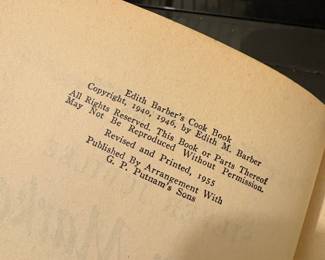 Edith Barber's Cook Book
Copyright, 1940, 1946, by Edith M. Barber
All Rights Reserved. This Book or Parts Thereof
May Not Be Reproduced Without Permission.
Revised and Printed, 1955
Published By Arrangement With
G. P. Putnam's Sons